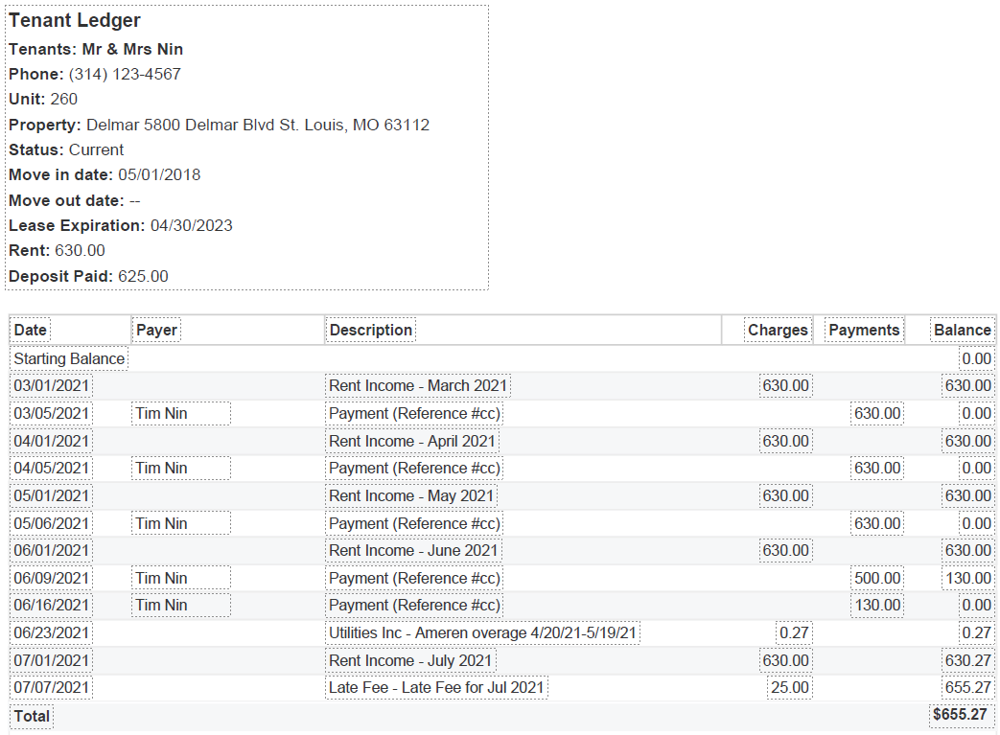 Tenant Ledger
Tenants: Mr & Mrs Nin
Phone: (314) 123-4567
Unit: 260
Property: Delmar 5800 Delmar Blvd St. Louis, MO 63112
Status: Current
Move in date: 05/01/2018
Move out date: --
Lease Expiration: 04/30/2023
Rent: 630.00
Deposit Paid: 625.00
Date Payer Description Charges Payments Balance
Starting Balance 0.00
03/01/2021 Rent Income - March 2021 630.00 630.00
03/05/2021 Tim Nin Payment (Reference #cc) 630.00 0.00
04/01/2021 Rent Income - April 2021 630.00 630.00
04/05/2021 Tim Nin Payment (Reference #cc) 630.00 0.00
05/01/2021 Rent Income - May 2021 630.00 630.00
05/06/2021 Tim Nin Payment (Reference #cc) 630.00 0.00
06/01/2021 Rent Income - June 2021 630.00 630.00
06/09/2021 Tim Nin Payment (Reference #cc) 500.00 130.00
06/16/2021 Tim Nin Payment (Reference #cc) 130.00 0.00
06/23/2021 Utilities Inc - Ameren overage 4/20/21-5/19/21 0.27 0.27
07/01/2021 Rent Income - July 2021 630.00 630.27
07/07/2021 Late Fee - Late Fee for Jul 2021 25.00 655.27
Total $655.27